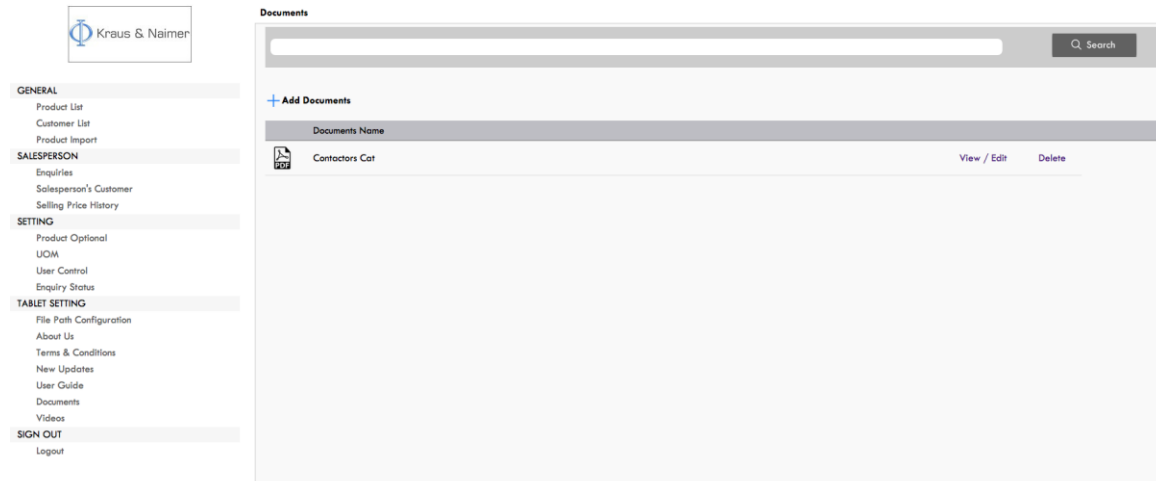 Kraus & Naimer
GENERAL
Product List
Customer List
Product Import
SALESPERSON
Enquiries
Salesperson's Customer
Selling Price History
SETTING
Product Optional
UOM
User Control
Enquiry Status
TABLET SETTING
File Path Configuration
About Us
Terms & Conditions
New Updates
User Guide
Documents
Videos
SIGN OUT
Logout
Documents
Search
Add Documents
Documents Name
PDF
Contactors Cat View / Edit Delete